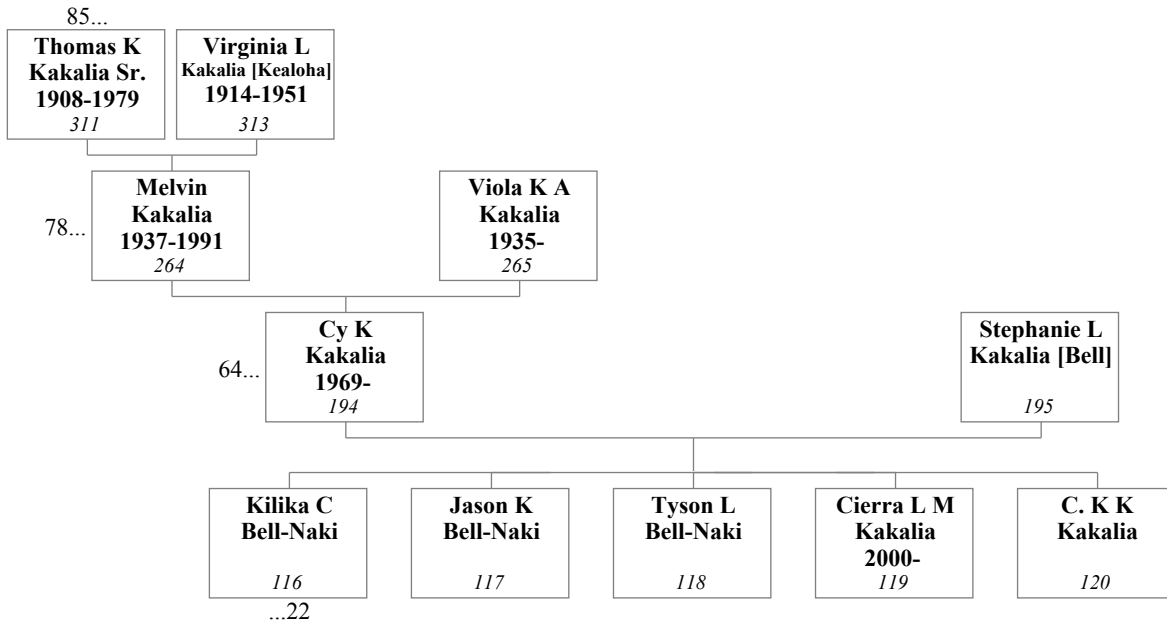 85...
Thomas K
Kakalia Sr.
1908-1979
311
Virginia L
Kakalia [Kealoha]
1914-1951
313
78...
Melvin
Kakalia
1937-1991
264
Viola K A
Kakalia
1935-
265
64...
Cy K
Kakalia
1969-
194
Stephanie L
Kakalia [Bell]
195
Kilika C
Bell-Naki
116
Jason K
Bell-Naki
117
Tyson L
Bell-Naki
118
Cierra L M
Kakalia
2000-
119
C. K K
Kakalia
120
...22